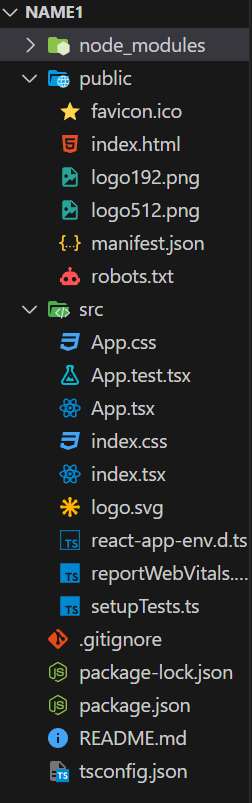 NAME1
node_modules
public
favicon.ico
index.html
logo192.png
logo512.png
manifest.json
robots.txt
src
App.css
App.test.tsx
App.tsx
index.css
index.tsx
logo.svg
react-app-env.d.ts
reportWebVitals....
setupTests.ts
.gitignore
package-lock.json
package.json
README.md
tsconfig.json